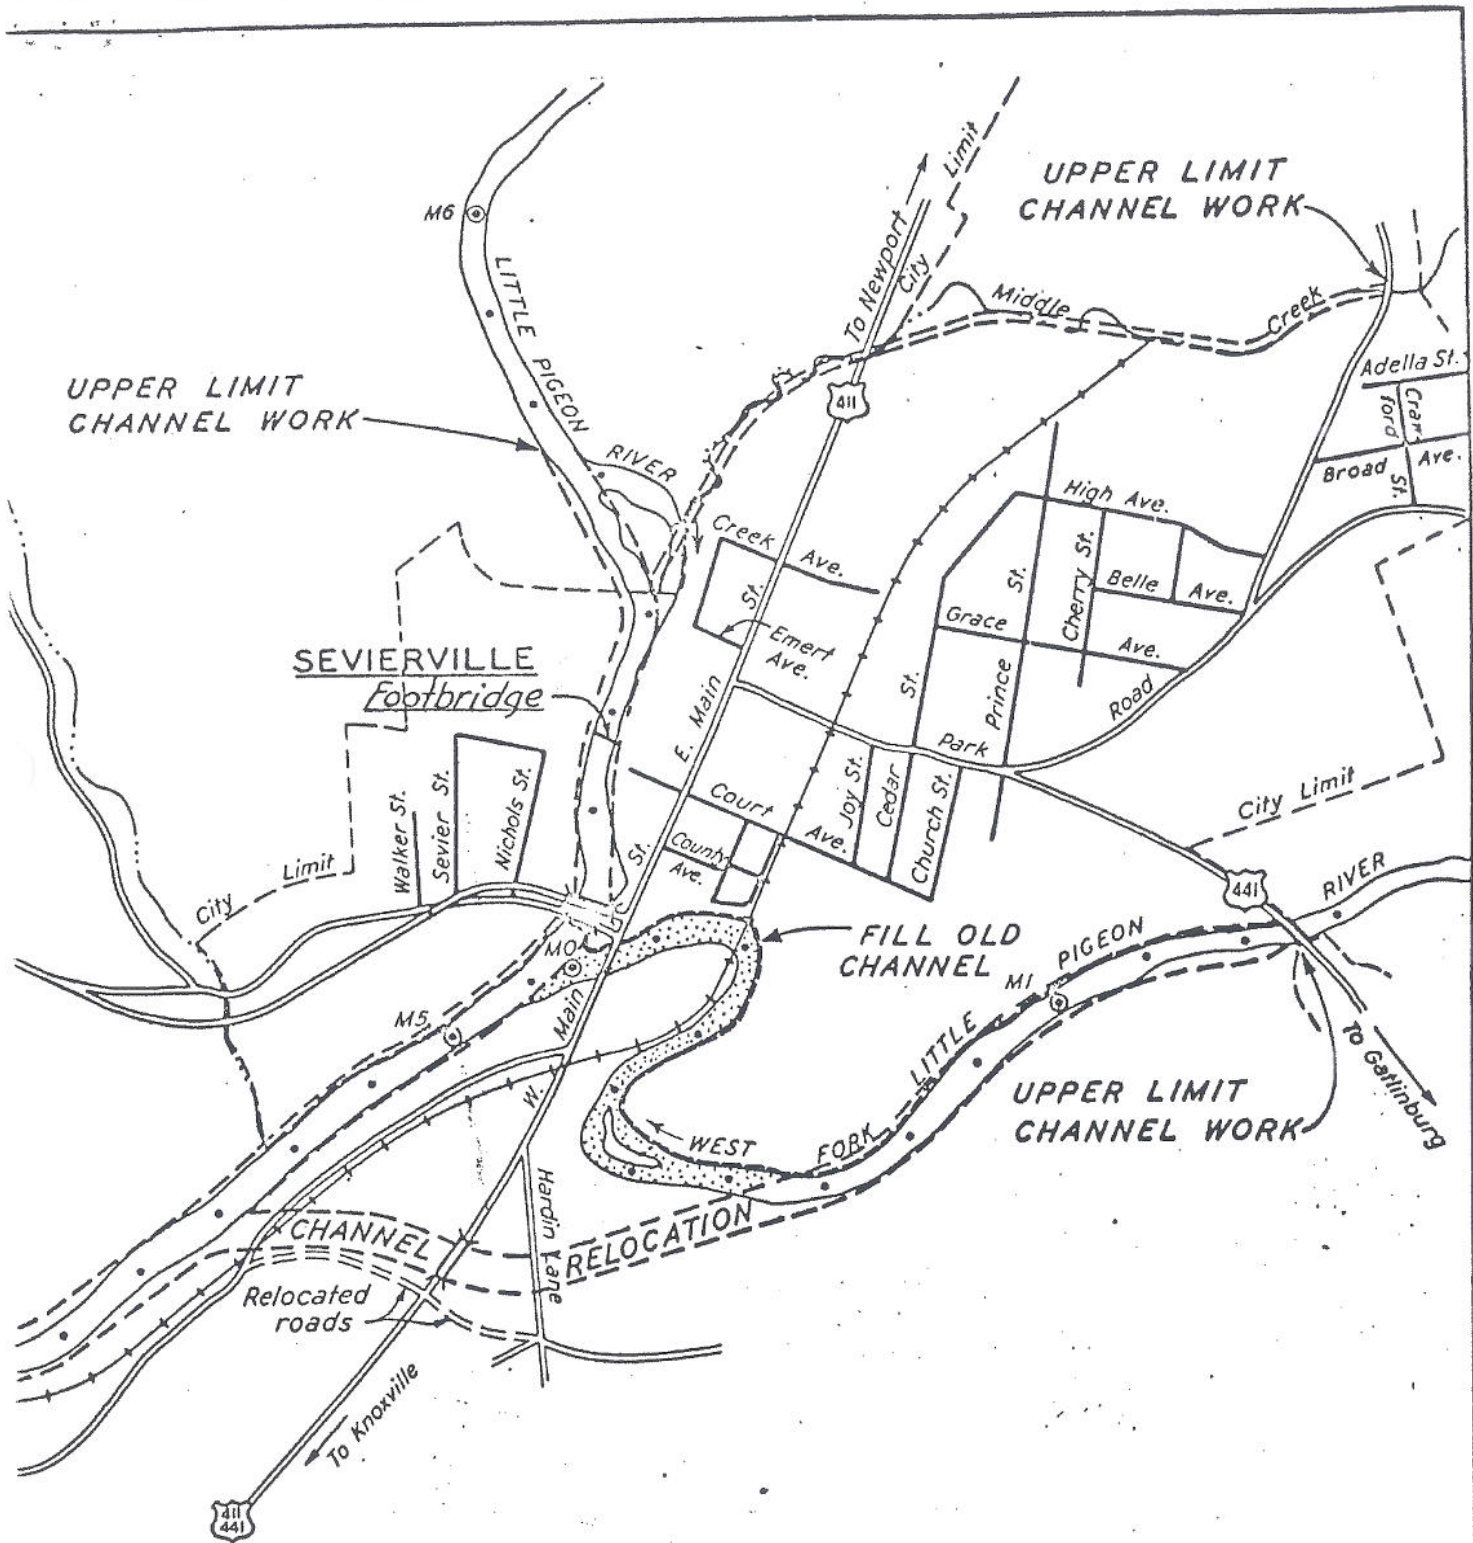 UPPER LIMIT
CHANNEL WORK
Limit
M6
To Newport
City
LITTLE PIGEON
RIVER
Middle
Creek
UPPER LIMIT
CHANNEL WORK
411
Adella St.
Craw-
ford
St.
Broad
Ave.
High Ave.
Creek
Ave.
St.
Emert
Ave.
St.
Cherry St.
Belle
Ave.
Grace
Ave.
SEVIERVILLE
Footbridge
E. Main
St.
Prince
Park
Road
Walker St.
Sevier St.
Nichols St.
Court
Ave.
Joy St.
Cedar
Church St.
City Limit
St.
County
Ave.
City
Limit
441
RIVER
M0
FILL OLD
CHANNEL
PIGEON
M1
M5
Main
W.
LITTLE
To Gatlinburg
UPPER LIMIT
CHANNEL WORK
WEST
FORK
Hardin Lane
CHANNEL
RELOCATION
Relocated
roads
To Knoxville
411
441